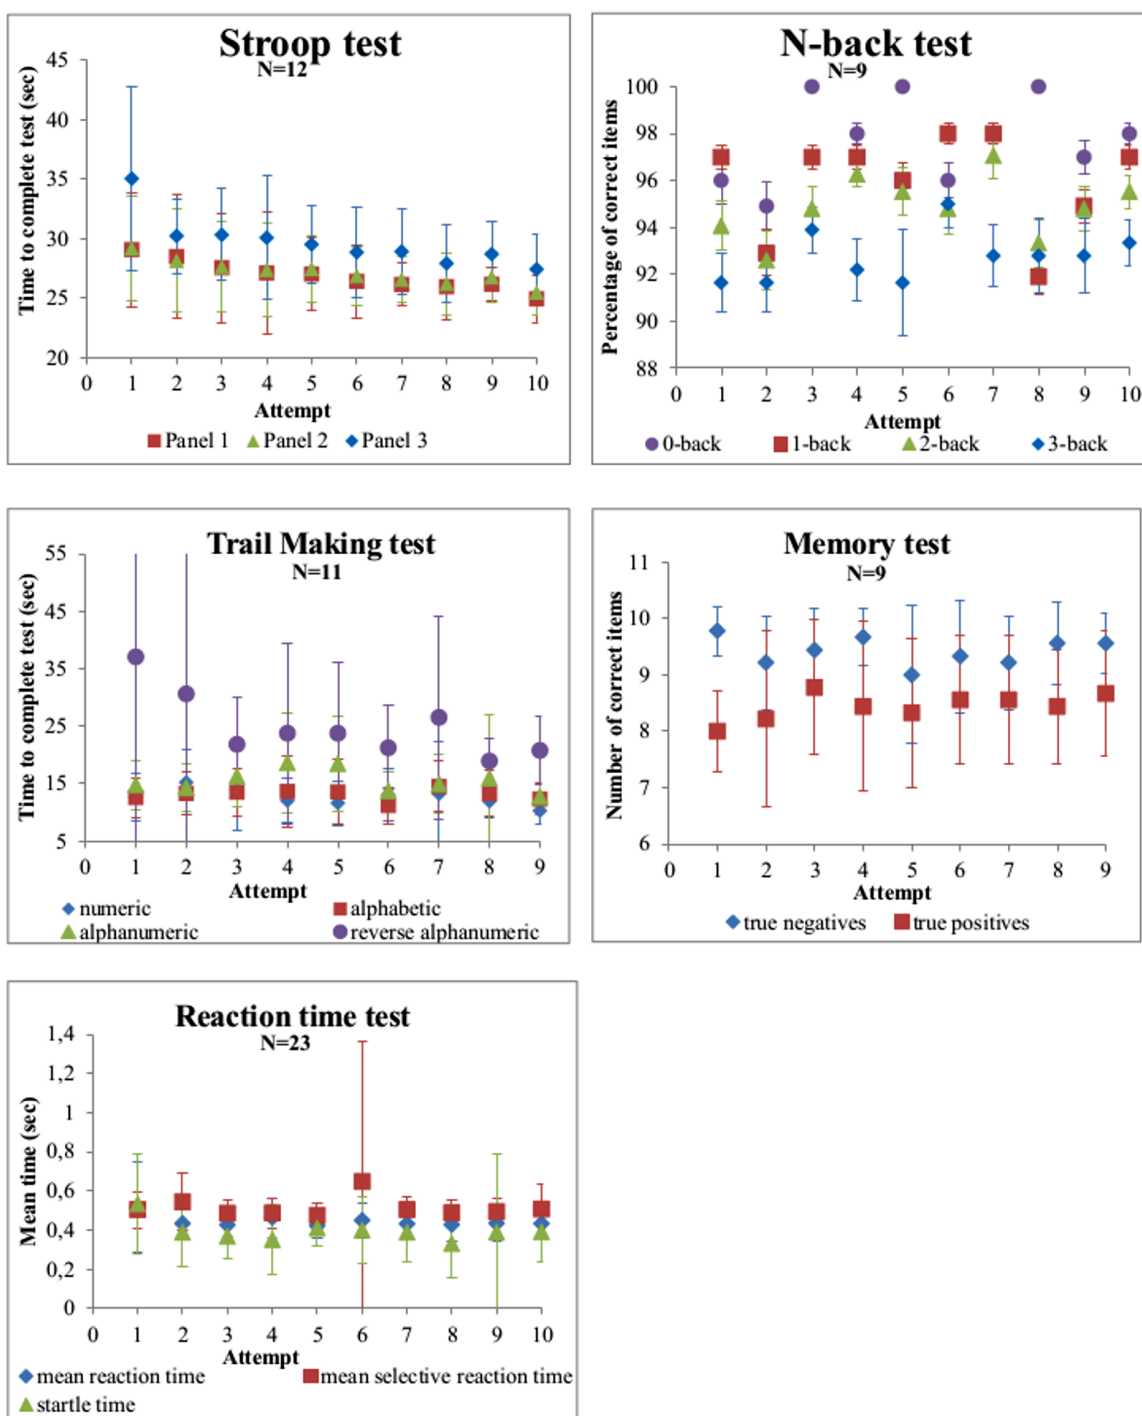 Stroop test
N=12
Time to complete test (sec)
45
40
35
30
25
20
0 1 2 3 4 5 6 7 8 9 10
Attempt
Panel 1 Panel 2 Panel 3
N-back test
N=9
Percentage of correct items
100
98
96
94
92
90
88
0 1 2 3 4 5 6 7 8 9 10
Attempt
0-back 1-back 2-back 3-back
Trail Making test
N=11
Time to complete test (sec)
55
45
35
25
15
5
0 1 2 3 4 5 6 7 8 9
Attempt
numeric alphabetic
alphanumeric reverse alphanumeric
Memory test
N=9
Number of correct items
11
10
9
8
7
6
0 1 2 3 4 5 6 7 8 9
Attempt
true negatives true positives
Reaction time test
N=23
Mean time (sec)
1,4
1,2
1
0,8
0,6
0,4
0,2
0
0 1 2 3 4 5 6 7 8 9 10
Attempt
mean reaction time mean selective reaction time
startle time